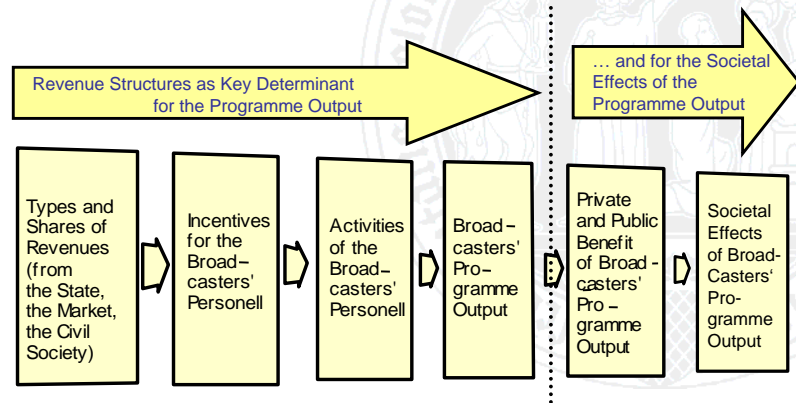 Revenue Structures as Key Determinant
for the Programme Output
… and for the Societal
Effects of the
Programme Output
Types and
Shares of
Revenues
(from
the State,
the Market,
the Civil
Society)
Incentives
for the
Broad–
casters'
Personell
Activities
of the
Broad–
casters'
Personell
Broad–
casters'
Pro–
gramme
Output
Private
and Public
Benefit
of Broad-
casters'
Pro–
gramme
Output
Societal
Effects
of Broad-
Casters‘
Pro-
gramme
Output